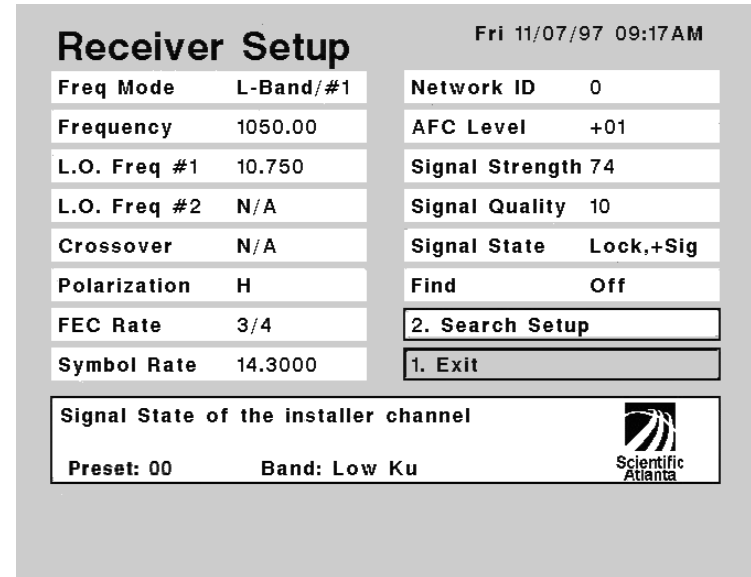 Receiver Setup
Fri 11/07/97 09:17AM
Freq Mode L-Band/#1
Frequency 1050.00
L.O. Freq #1 10.750
L.O. Freq #2 N/A
Crossover N/A
Polarization H
FEC Rate 3/4
Symbol Rate 14.3000
Network ID 0
AFC Level +01
Signal Strength 74
Signal Quality 10
Signal State Lock,+Sig
Find Off
2. Search Setup
1. Exit
Signal State of the installer channel
Preset: 00 Band: Low Ku
Scientific
Atlanta